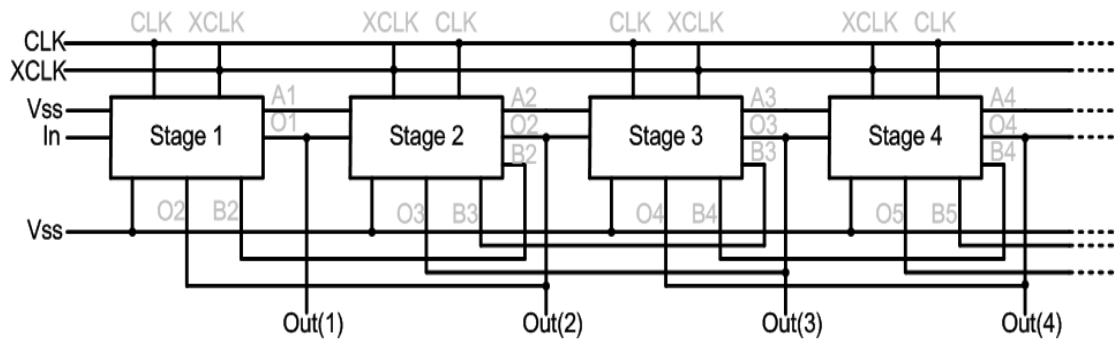 CLK XCLK XCLK CLK CLK XCLK XCLK CLK
CLK
XCLK
Vss A1 A2 A3 A4
In Stage 1 O1 Stage 2 O2 Stage 3 O3 Stage 4 O4
B2 B3 B4
O2 B2 O3 B3 O4 B4 O5 B5
Vss
Out(1) Out(2) Out(3) Out(4)